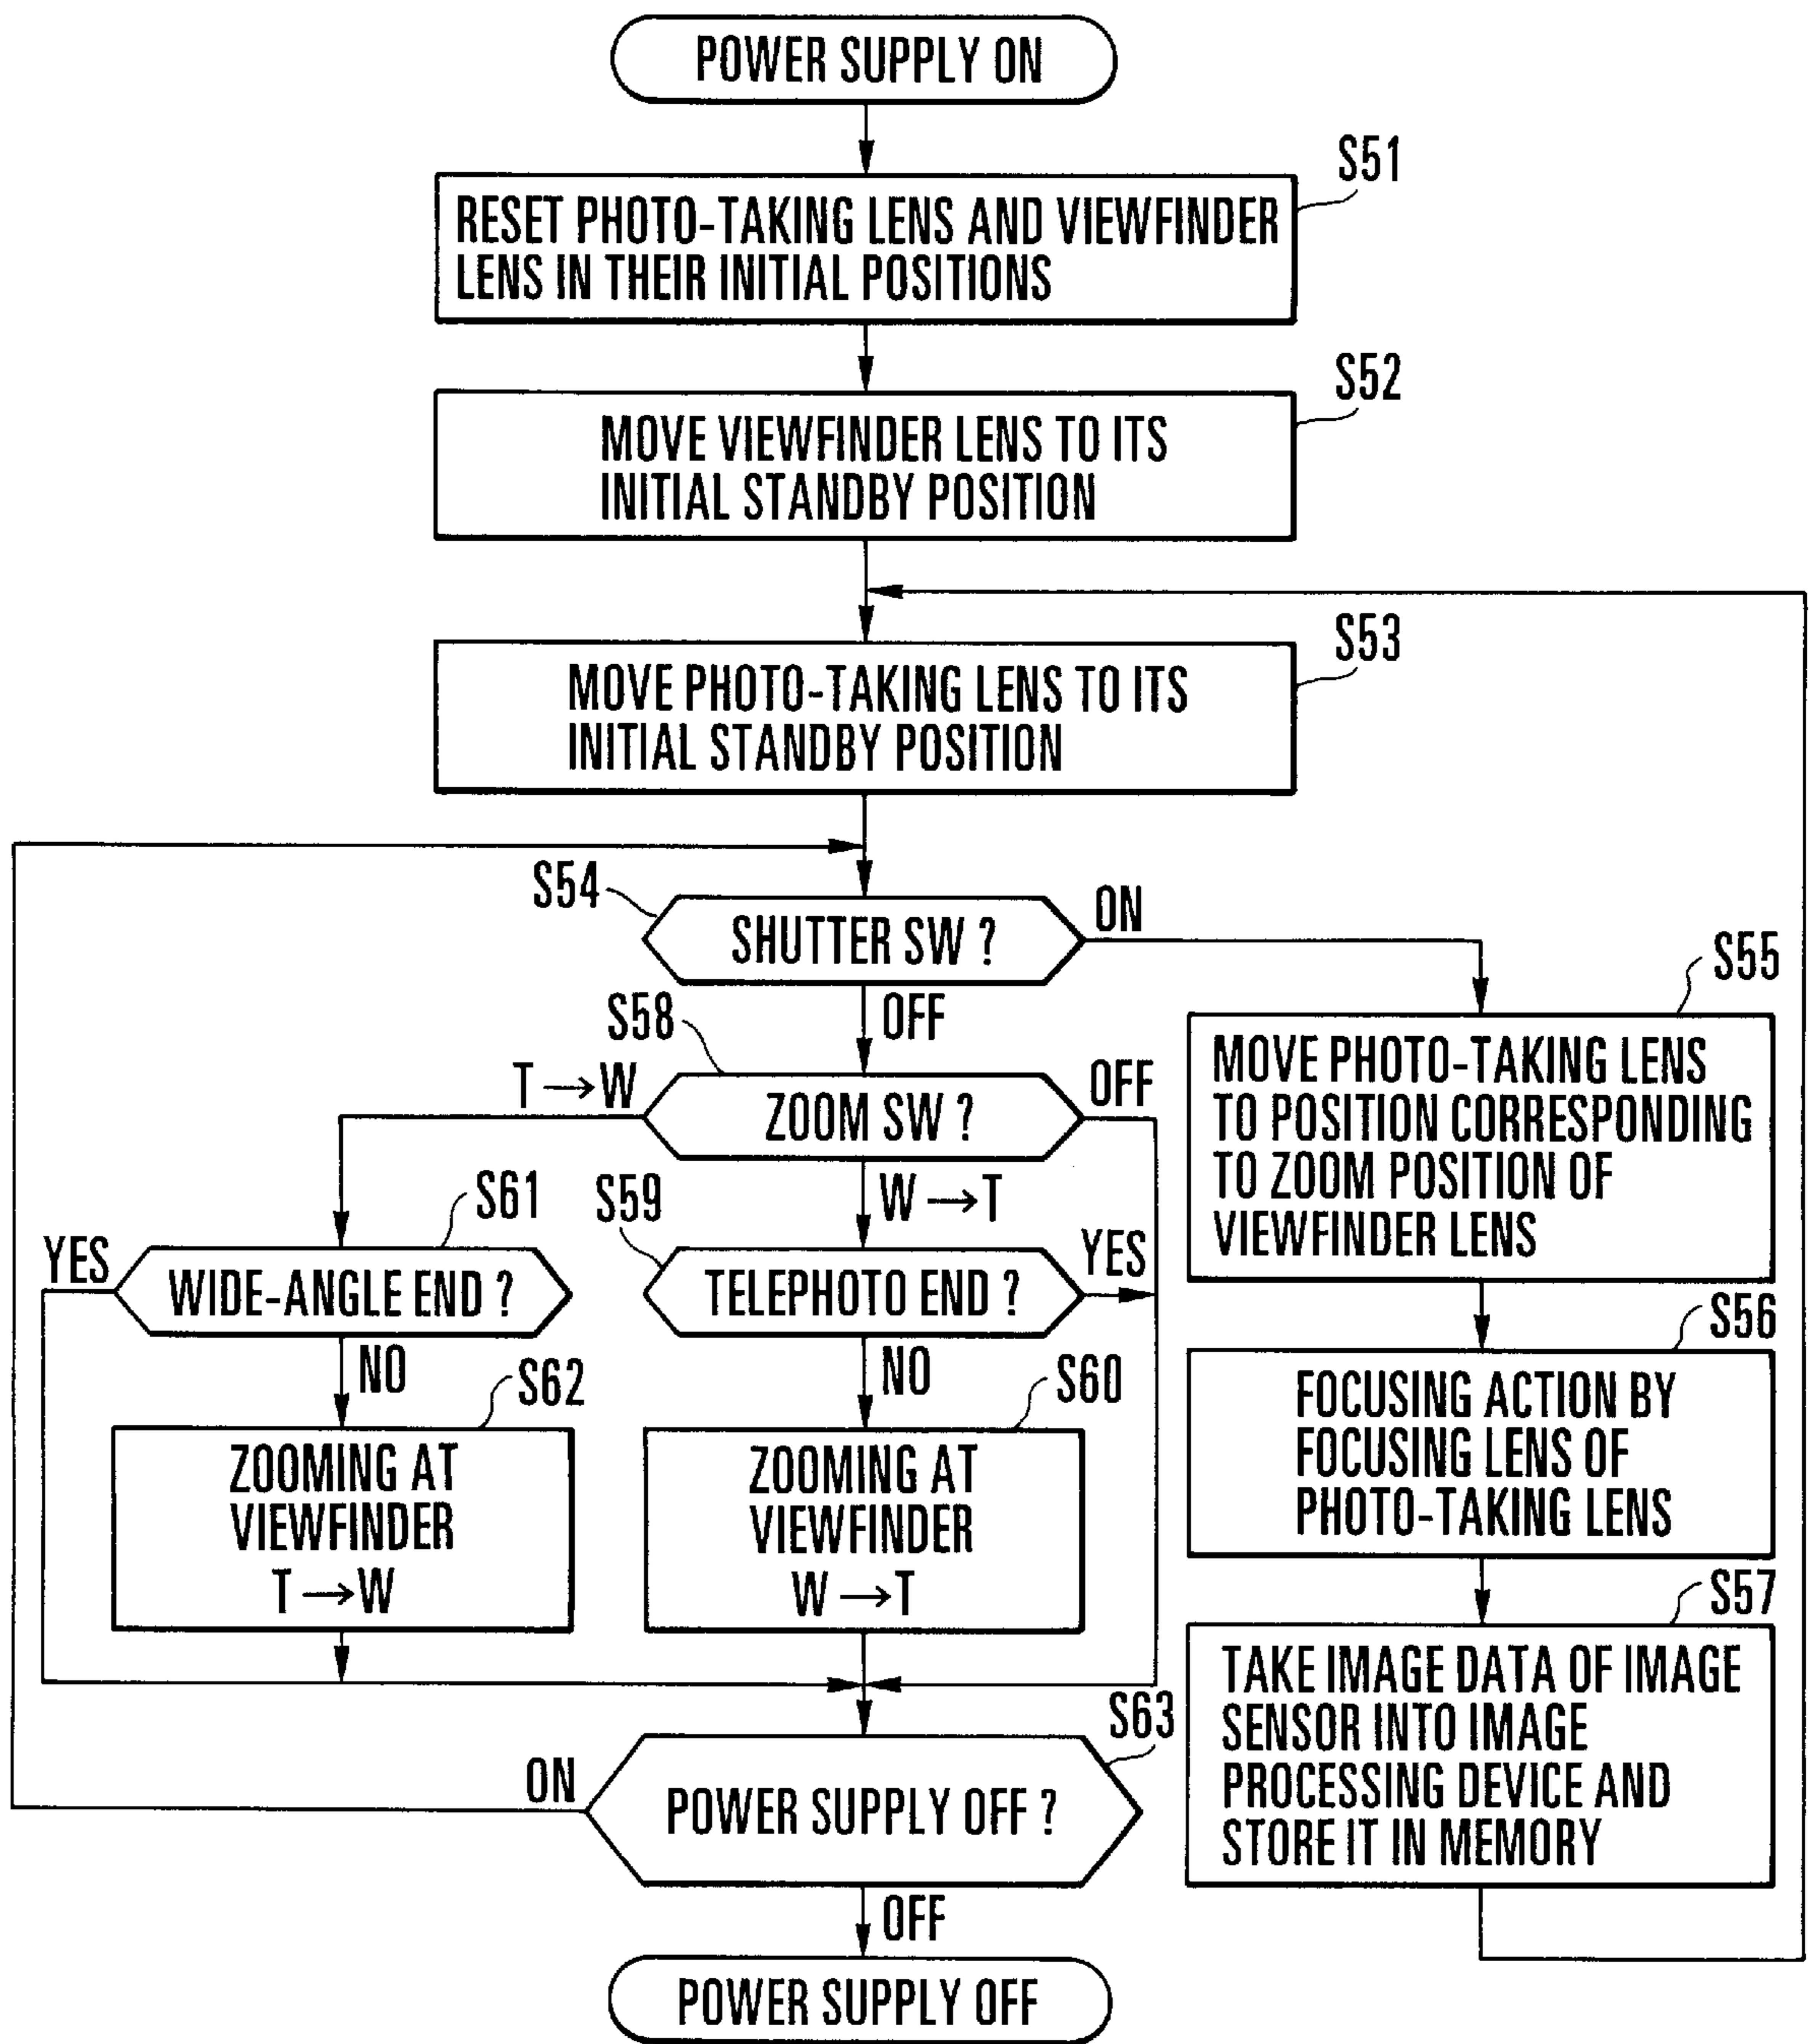 POWER SUPPLY ON
S51
RESET PHOTO-TAKING LENS AND VIEWFINDER
LENS IN THEIR INITIAL POSITIONS
S52
MOVE VIEWFINDER LENS TO ITS
INITIAL STANDBY POSITION
S53
MOVE PHOTO-TAKING LENS TO ITS
INITIAL STANDBY POSITION
S54
SHUTTER SW ?
ON
OFF
S55
MOVE PHOTO-TAKING LENS
TO POSITION CORRESPONDING
TO ZOOM POSITION OF
VIEWFINDER LENS
S56
FOCUSING ACTION BY
FOCUSING LENS OF
PHOTO-TAKING LENS
S57
TAKE IMAGE DATA OF IMAGE
SENSOR INTO IMAGE
PROCESSING DEVICE AND
STORE IT IN MEMORY
S58
T → W
ZOOM SW ?
OFF
W → T
S61
YES
WIDE-ANGLE END ?
NO
S62
ZOOMING AT
VIEWFINDER
T → W
S59
TELEPHOTO END ?
YES
NO
S60
ZOOMING AT
VIEWFINDER
W → T
S63
ON
POWER SUPPLY OFF ?
OFF
POWER SUPPLY OFF